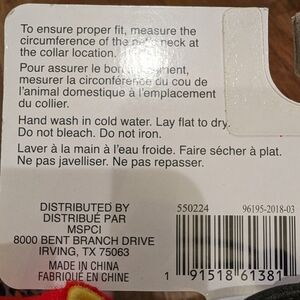 To ensure proper fit, measure the
circumference of the neck at
the collar location.
Pour assurer le bon
mesurer la circonférence du cou de
l'animal domestique à l'emplacement
du collier.
Hand wash in cold water. Lay flat to dry.
Do not bleach. Do not iron.
Laver à la main à l'eau froide. Faire sécher à plat.
Ne pas javelliser. Ne pas repasser.
DISTRIBUTED BY
DISTRIBUÉ PAR
MSPCI
8000 BENT BRANCH DRIVE
IRVING, TX 75063
MADE IN CHINA
FABRIQUÉ EN CHINE
550224 96195-2018-03
1 91518 61381